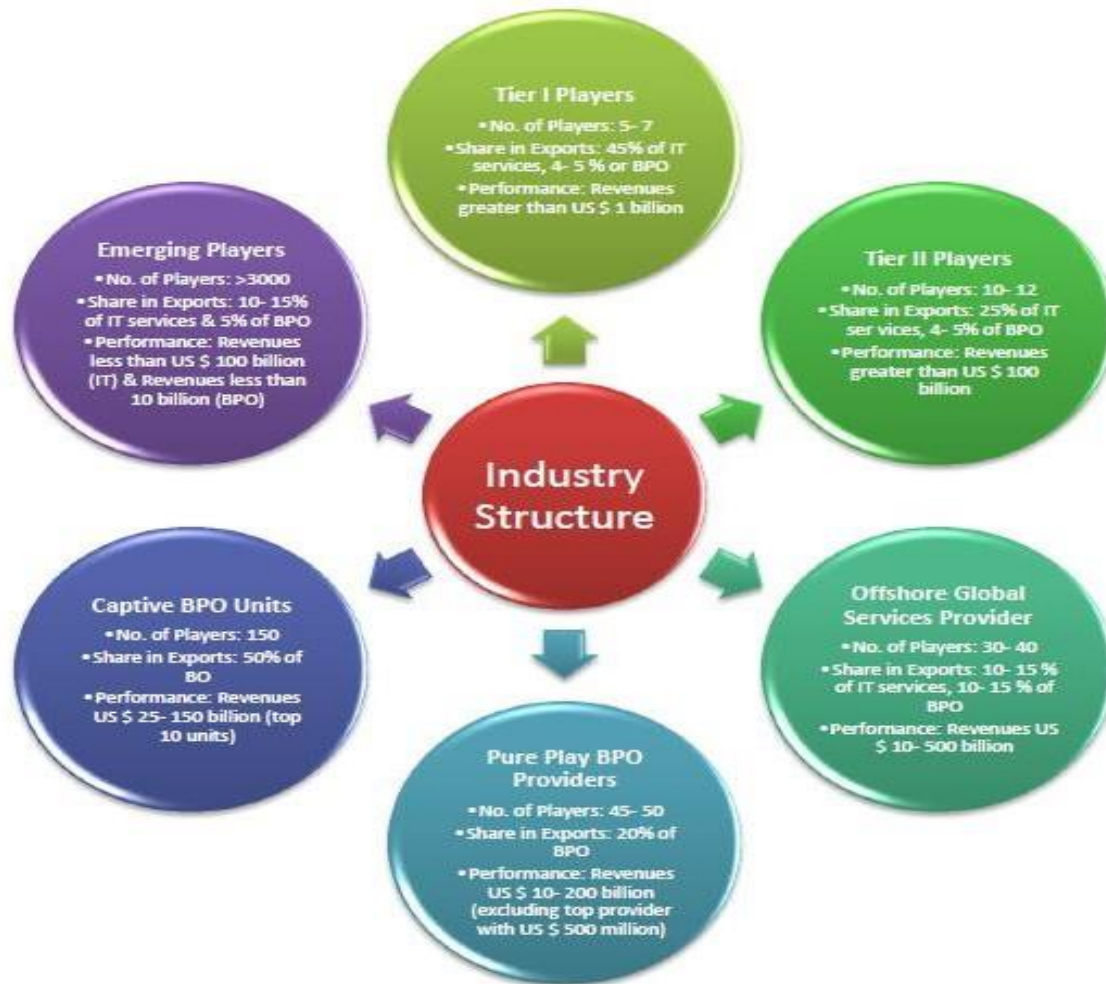 Tier I Players
• No. of Players: 5- 7
• Share in Exports: 45% of IT
services, 4- 5 % or BPO
• Performance: Revenues
greater than US $ 1 billion
Tier II Players
• No. of Players: 10- 12
• Share in Exports: 25% of IT
ser vices, 4- 5% of BPO
• Performance: Revenues
greater than US $ 100
billion
Offshore Global
Services Provider
• No. of Players: 30- 40
• Share in Exports: 10- 15 %
of IT services, 10- 15 % of
BPO
• Performance: Revenues US
$ 10- 500 billion
Pure Play BPO
Providers
• No. of Players: 45- 50
• Share in Exports: 20% of
BPO
• Performance: Revenues
US $ 10- 200 billion
(excluding top provider
with US $ 500 million)
Captive BPO Units
• No. of Players: 150
• Share in Exports: 50% of
BO
• Performance: Revenues
US $ 25- 150 billion (top
10 units)
Emerging Players
• No. of Players: >3000
• Share in Exports: 10- 15%
of IT services & 5% of BPO
• Performance: Revenues
less than US $ 100 billion
(IT) & Revenues less than
10 billion (BPO)
Industry
Structure